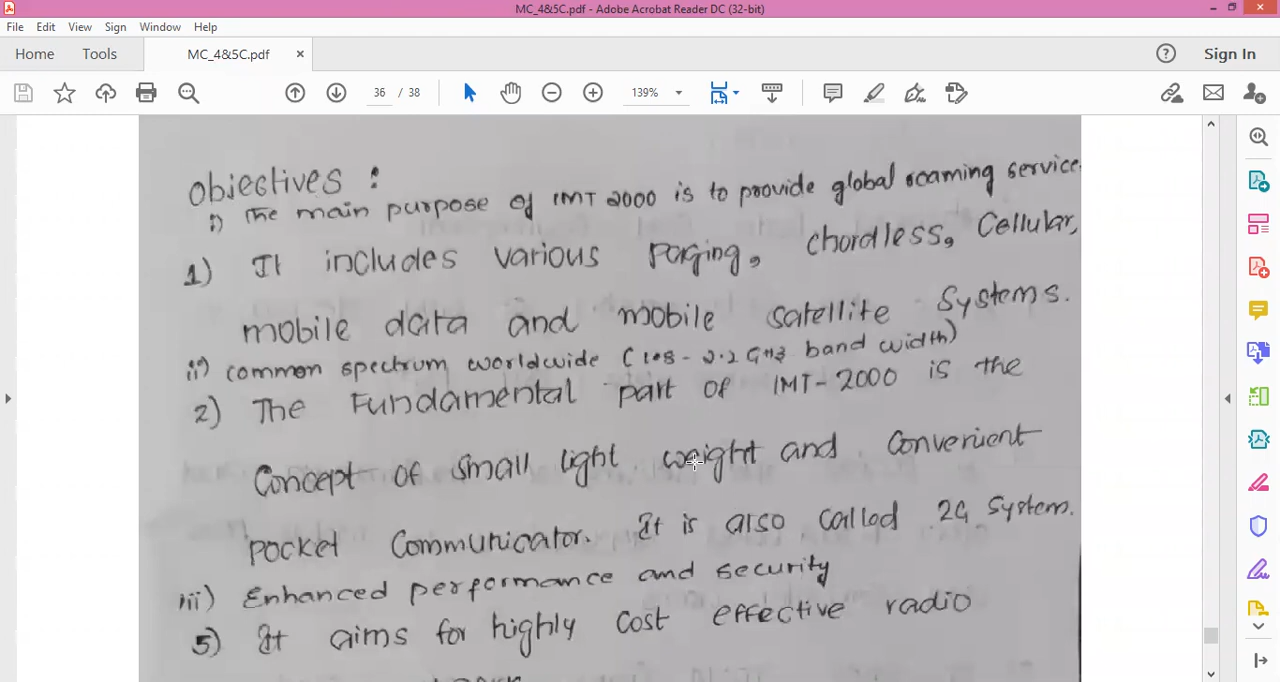 MC_4&5C.pdf - Adobe Acrobat Reader DC (32-bit)
File Edit View Sign Window Help
Home Tools MC_4&5C.pdf × Sign In
36 / 38 139%
Objectives :
i) The main purpose of IMT 2000 is to provide global roaming service
1) It includes various Paging, chordless, Cellular,
mobile data and mobile satellite systems.
ii) common spectrum worldwide (1.8 - 2.2 GHz band width)
2) The Fundamental part of IMT-2000 is the
Concept of small light weight and Convenient
pocket Communicator. It is also called 2G System.
iii) Enhanced performance and security
5) It aims for highly cost effective radio